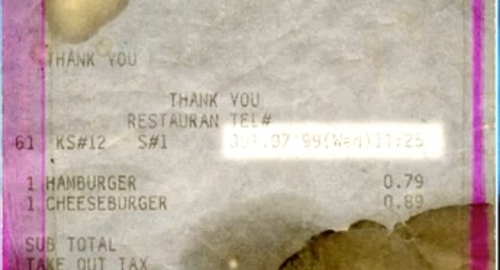 THANK YOU
THANK YOU
RESTAURAN TEL#
61 KS#12 S#1 Jul.07'99(Wed)11:25
1 HAMBURGER 0.79
1 CHEESEBURGER 0.89
SUB TOTAL
TAKE OUT TAX